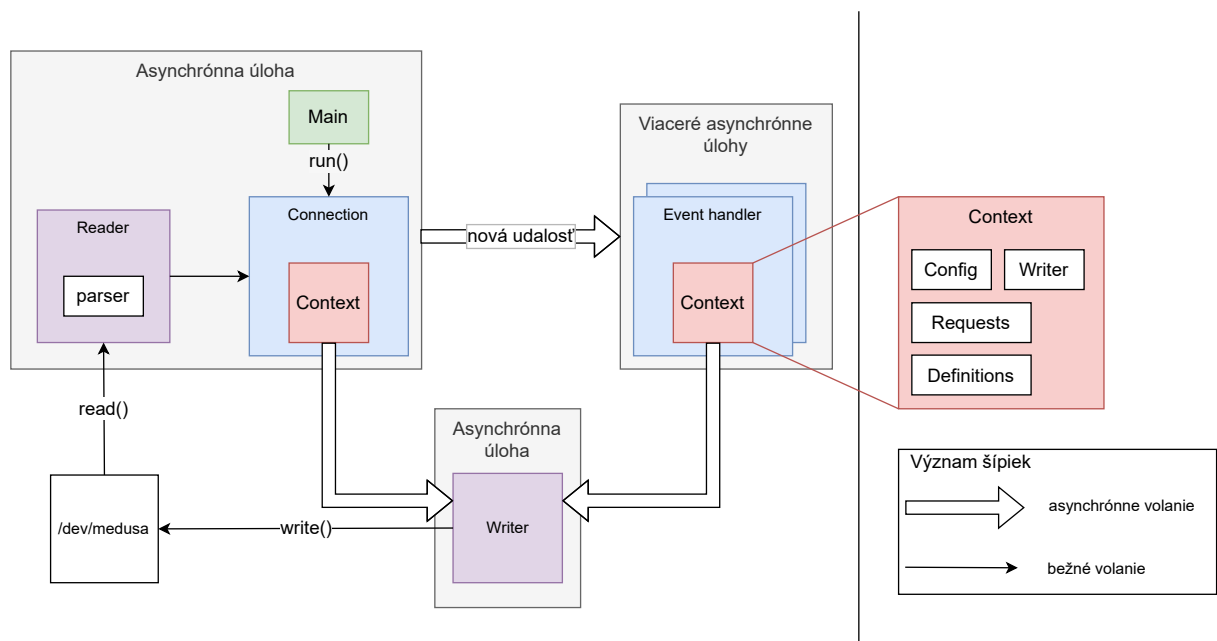 Asynchrónna úloha
Main
run()
Reader
parser
Connection
Context
nová udalosť
Viaceré asynchrónne
úlohy
Event handler
Context
Context
Config
Writer
Requests
Definitions
read()
/dev/medusa
write()
Asynchrónna
úloha
Writer
Význam šípiek
asynchrónne volanie
bežné volanie